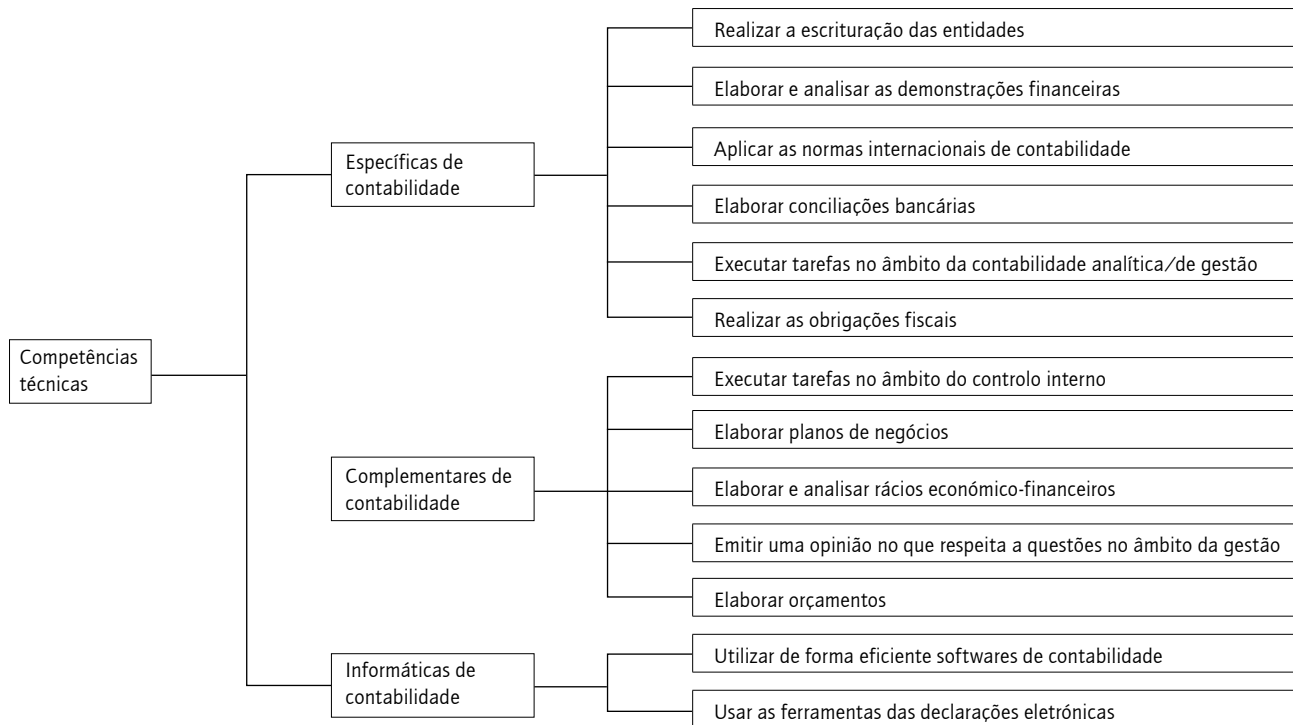 Competências
técnicas
Específicas de
contabilidade
Realizar a escrituração das entidades
Elaborar e analisar as demonstrações financeiras
Aplicar as normas internacionais de contabilidade
Elaborar conciliações bancárias
Executar tarefas no âmbito da contabilidade analítica/de gestão
Realizar as obrigações fiscais
Complementares de
contabilidade
Executar tarefas no âmbito do controlo interno
Elaborar planos de negócios
Elaborar e analisar rácios económico-financeiros
Emitir uma opinião no que respeita a questões no âmbito da gestão
Elaborar orçamentos
Informáticas de
contabilidade
Utilizar de forma eficiente softwares de contabilidade
Usar as ferramentas das declarações eletrónicas